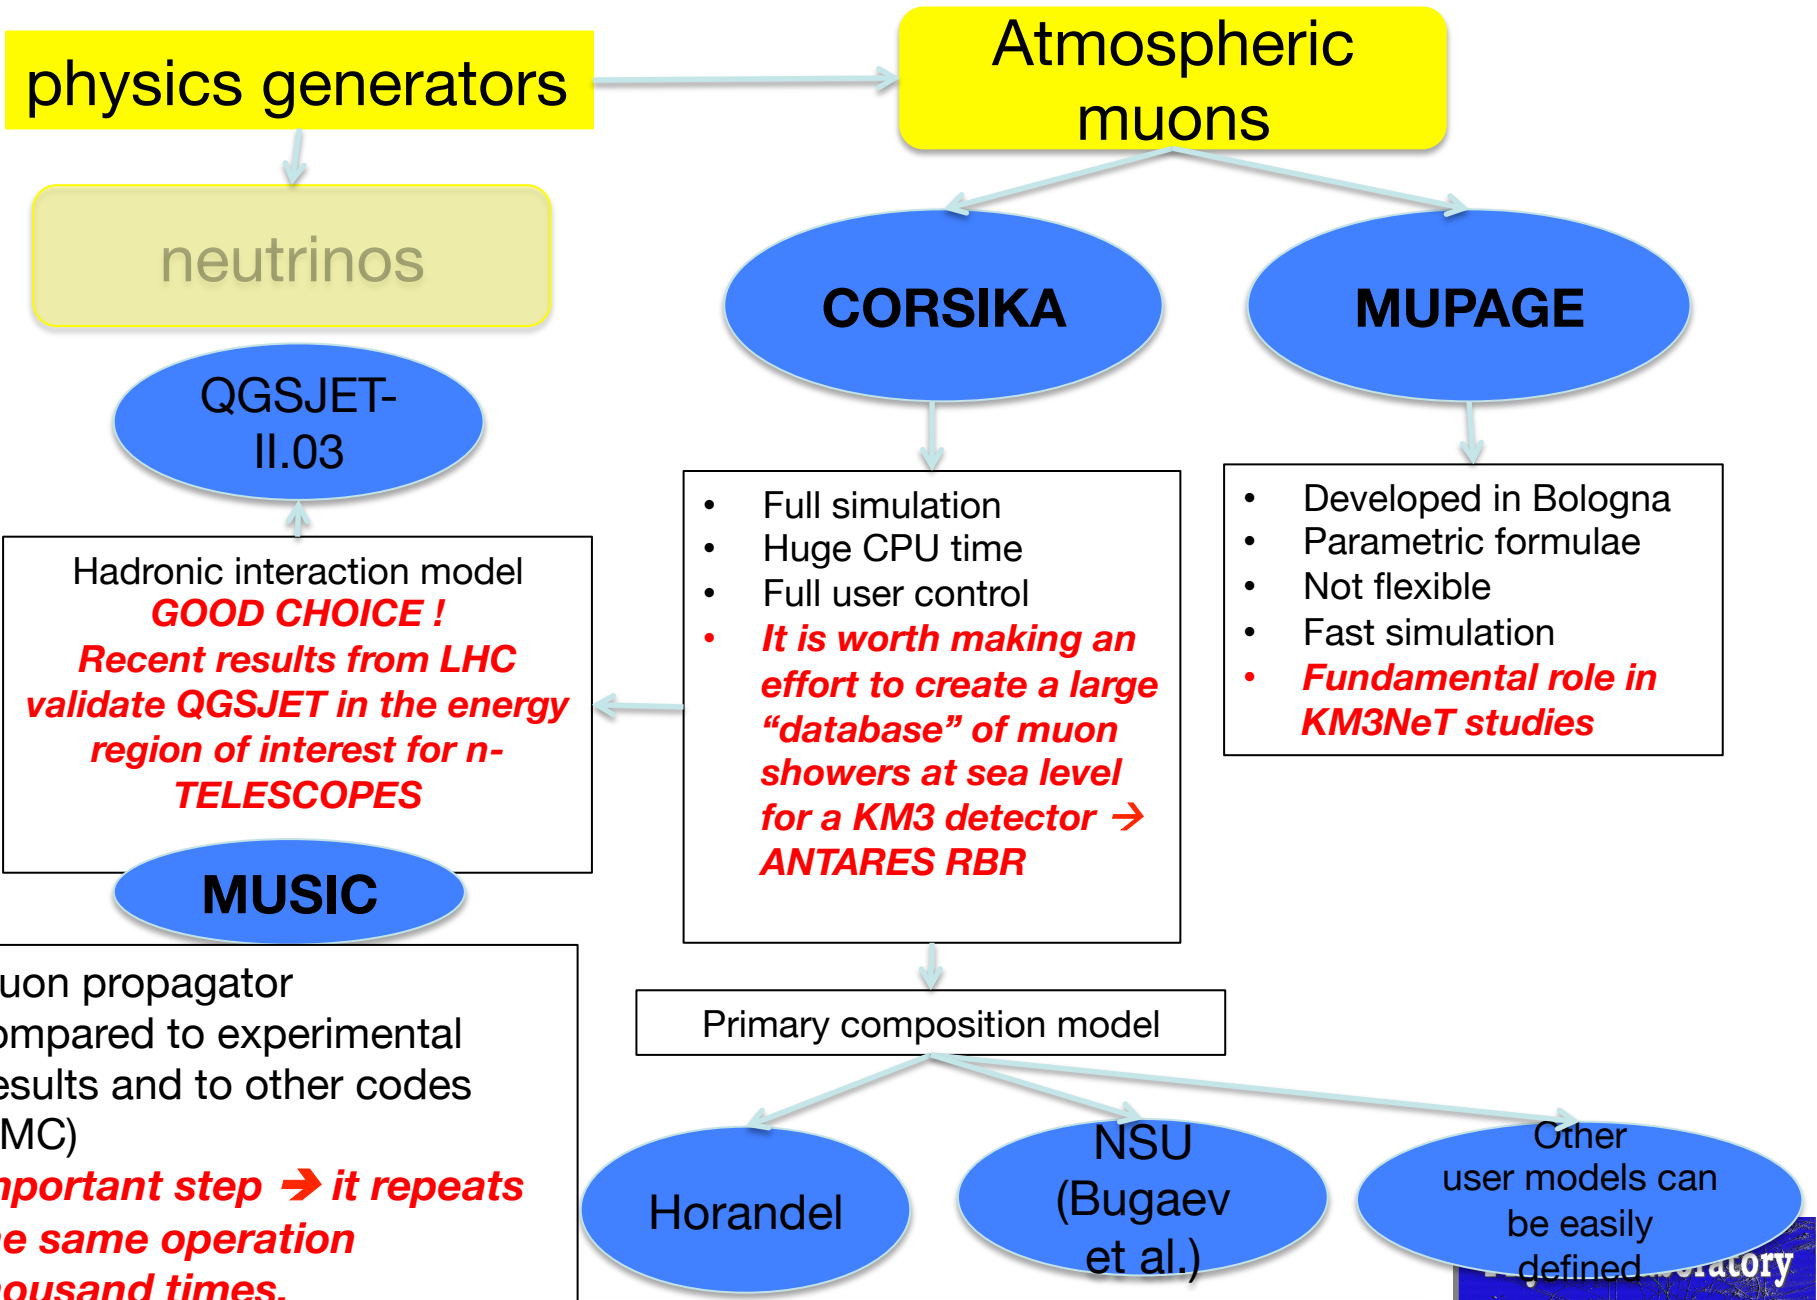 physics generators
Atmospheric
muons
neutrinos
CORSIKA
MUPAGE
QGSJET-
II.03
Hadronic interaction model
GOOD CHOICE !
Recent results from LHC
validate QGSJET in the energy
region of interest for n-
TELESCOPES
• Full simulation
• Huge CPU time
• Full user control
• It is worth making an
effort to create a large
“database” of muon
showers at sea level
for a KM3 detector ➔
ANTARES RBR
• Developed in Bologna
• Parametric formulae
• Not flexible
• Fast simulation
• Fundamental role in
KM3NeT studies
MUSIC
uon propagator
ompared to experimental
esults and to other codes
MC)
mportant step ➔ it repeats
e same operation
housand times.
Primary composition model
Horandel
NSU
(Bugaev
et al.)
Other
user models can
be easily
defined